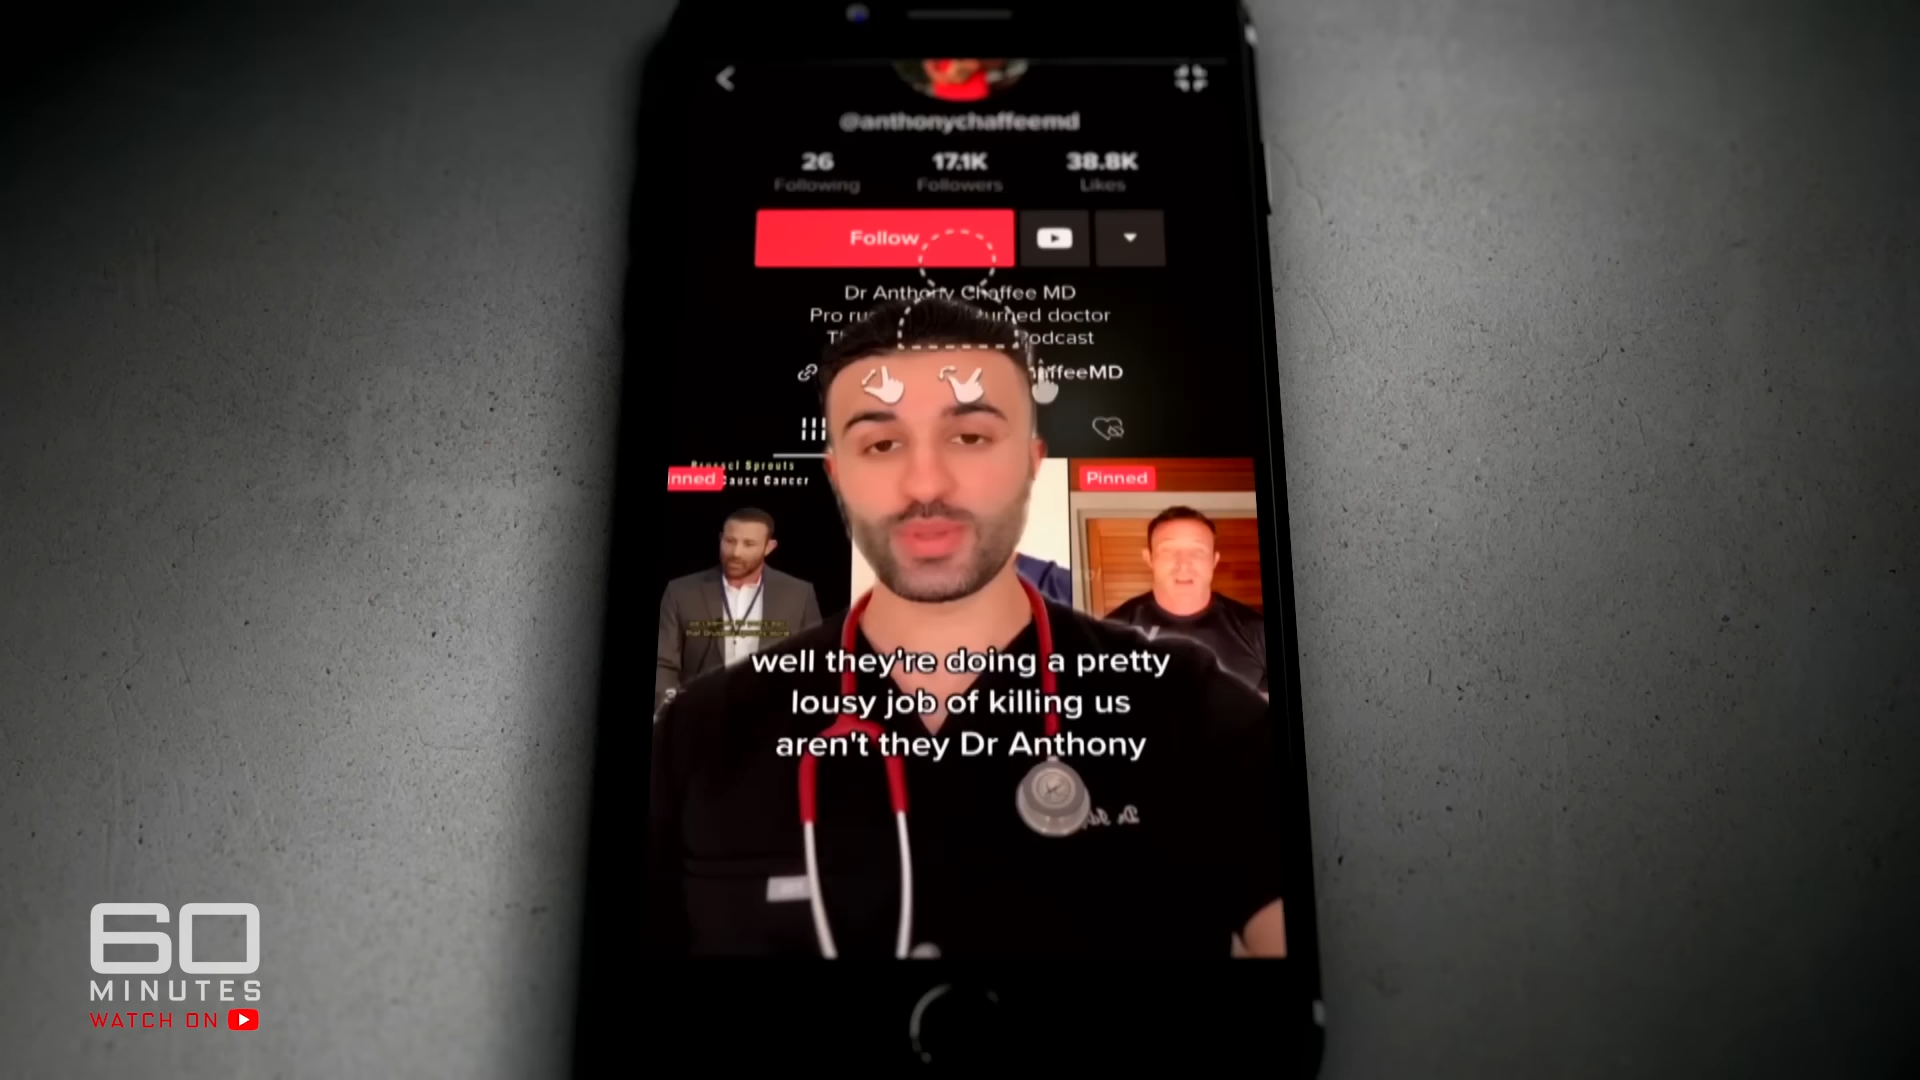 @anthonychaffeemd
26 17.1K 38.8K
Following Followers Likes
Follow
Dr Anthony Chaffee MD
Pro doctor
Podcast
Pinned
Cause Cancer
well they're doing a pretty
lousy job of killing us
aren't they Dr Anthony
60
MINUTES
WATCH ON